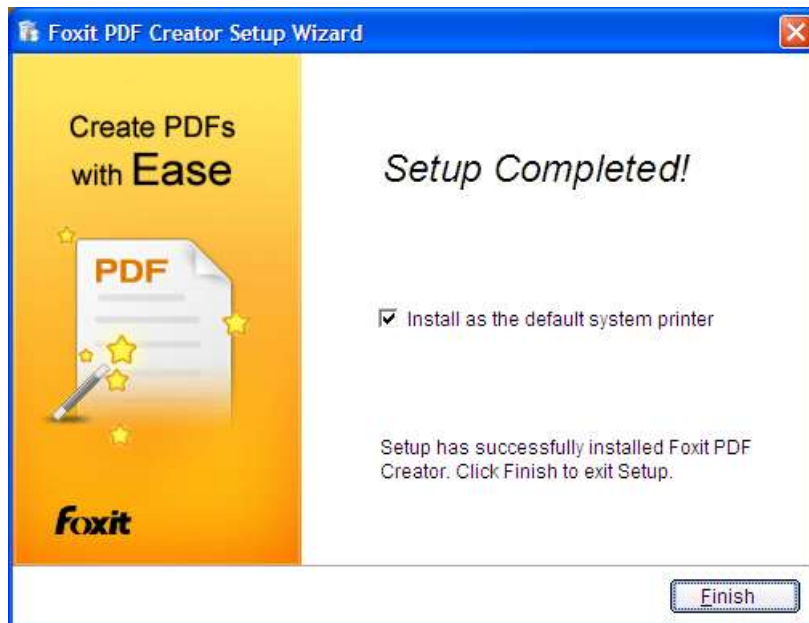 Foxit PDF Creator Setup Wizard
Create PDFs
with Ease
PDF
Foxit
Setup Completed!
Install as the default system printer
Setup has successfully installed Foxit PDF
Creator. Click Finish to exit Setup.
Finish